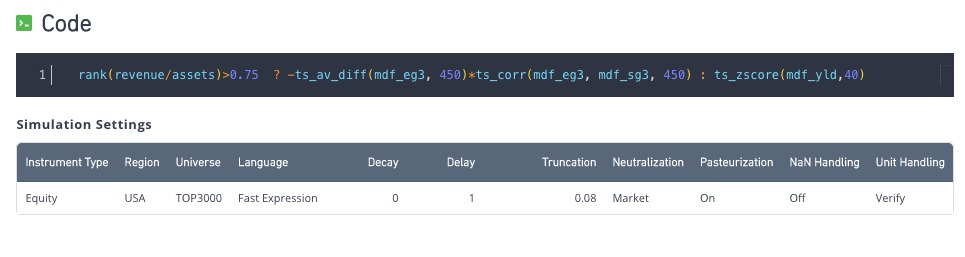 Code
1 rank(revenue/assets)>0.75 ? -ts_av_diff(mdf_eg3, 450)*ts_corr(mdf_eg3, mdf_sg3, 450) : ts_zscore(mdf_yld,40)
Simulation Settings
Instrument Type Region Universe Language Decay Delay Truncation Neutralization Pasteurization NaN Handling Unit Handling
Equity USA TOP3000 Fast Expression 0 1 0.08 Market On Off Verify